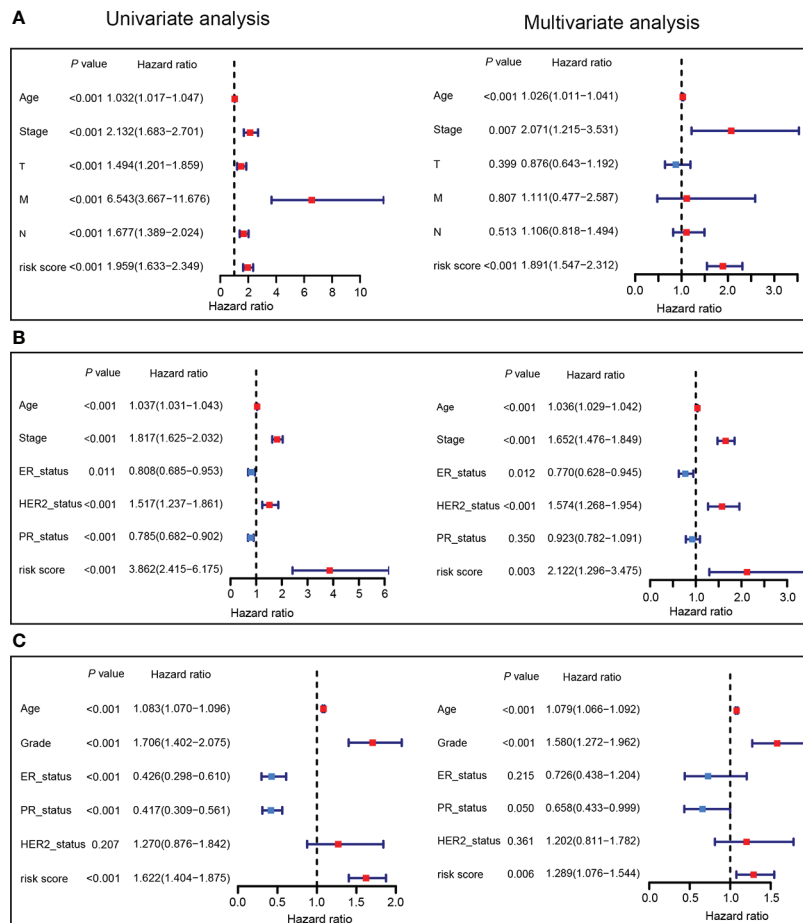 A
Univariate analysis
Multivariate analysis
P value Hazard ratio
Age <0.001 1.032(1.017−1.047)
Stage <0.001 2.132(1.683−2.701)
T <0.001 1.494(1.201−1.859)
M <0.001 6.543(3.667−11.676)
N <0.001 1.677(1.389−2.024)
risk score <0.001 1.959(1.633−2.349)
0 2 4 6 8 10
Hazard ratio
P value Hazard ratio
Age <0.001 1.026(1.011−1.041)
Stage 0.007 2.071(1.215−3.531)
T 0.399 0.876(0.643−1.192)
M 0.807 1.111(0.477−2.587)
N 0.513 1.106(0.818−1.494)
risk score <0.001 1.891(1.547−2.312)
0.0 1.0 2.0 3.0
Hazard ratio
B
P value Hazard ratio
Age <0.001 1.037(1.031−1.043)
Stage <0.001 1.817(1.625−2.032)
ER_status 0.011 0.808(0.685−0.953)
HER2_status <0.001 1.517(1.237−1.861)
PR_status <0.001 0.785(0.682−0.902)
risk score <0.001 3.862(2.415−6.175)
0 1 2 3 4 5 6
Hazard ratio
P value Hazard ratio
Age <0.001 1.036(1.029−1.042)
Stage <0.001 1.652(1.476−1.849)
ER_status 0.012 0.770(0.628−0.945)
HER2_status <0.001 1.574(1.268−1.954)
PR_status 0.350 0.923(0.782−1.091)
risk score 0.003 2.122(1.296−3.475)
0.0 1.0 2.0 3.0
Hazard ratio
C
P value Hazard ratio
Age <0.001 1.083(1.070−1.096)
Grade <0.001 1.706(1.402−2.075)
ER_status <0.001 0.426(0.298−0.610)
PR_status <0.001 0.417(0.309−0.561)
HER2_status 0.207 1.270(0.876−1.842)
risk score <0.001 1.622(1.404−1.875)
0.0 0.5 1.0 1.5 2.0
Hazard ratio
P value Hazard ratio
Age <0.001 1.079(1.066−1.092)
Grade <0.001 1.580(1.272−1.962)
ER_status 0.215 0.726(0.438−1.204)
PR_status 0.050 0.658(0.433−0.999)
HER2_status 0.361 1.202(0.811−1.782)
risk score 0.006 1.289(1.076−1.544)
0.0 0.5 1.0 1.5
Hazard ratio